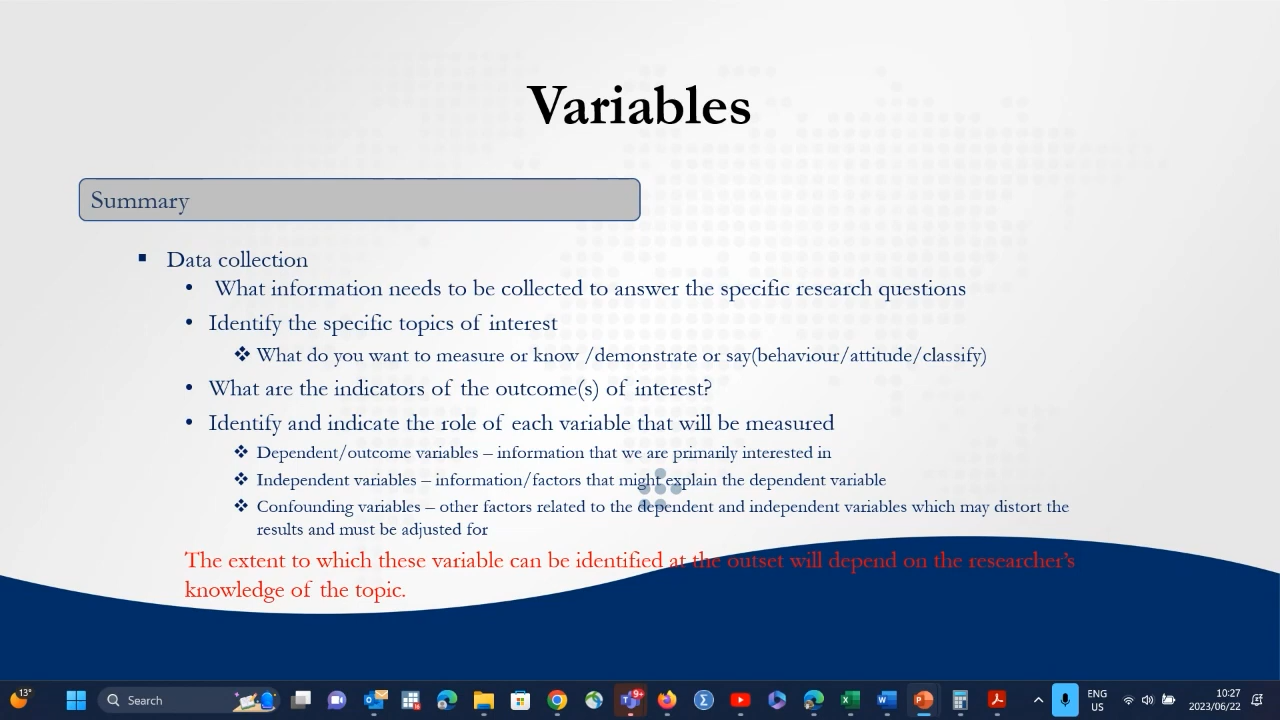 Variables
Summary
Data collection
What information needs to be collected to answer the specific research questions
Identify the specific topics of interest
What do you want to measure or know /demonstrate or say(behaviour/attitude/classify)
What are the indicators of the outcome(s) of interest?
Identify and indicate the role of each variable that will be measured
Dependent/outcome variables – information that we are primarily interested in
Independent variables – information/factors that might explain the dependent variable
Confounding variables – other factors related to the dependent and independent variables which may distort the
results and must be adjusted for
The extent to which these variable can be identified at the outset will depend on the researcher's
knowledge of the topic.
13°
Search
9+
ENG
US
10:27
2023/06/22